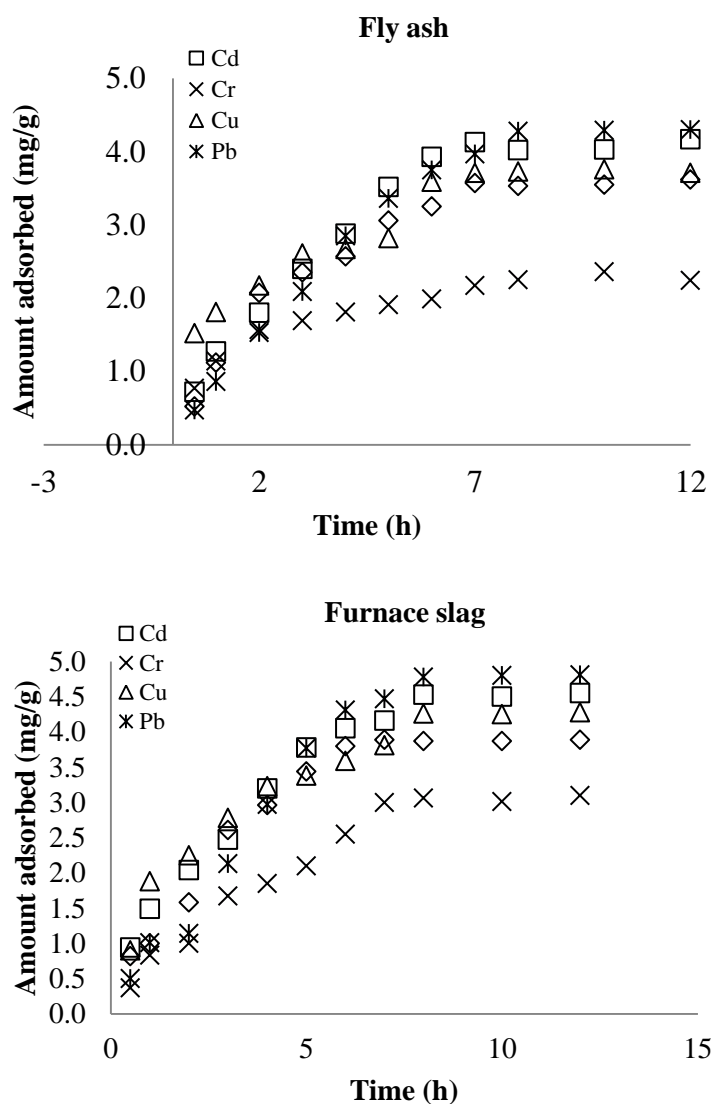 Fly ash
Cd
Cr
Cu
Pb
Amount adsorbed (mg/g)
5.0
4.0
3.0
2.0
1.0
0.0
-3 2 7 12
Time (h)
Furnace slag
Cd
Cr
Cu
Pb
Amount adsorbed (mg/g)
5.0
4.5
4.0
3.5
3.0
2.5
2.0
1.5
1.0
0.5
0.0
0 5 10 15
Time (h)